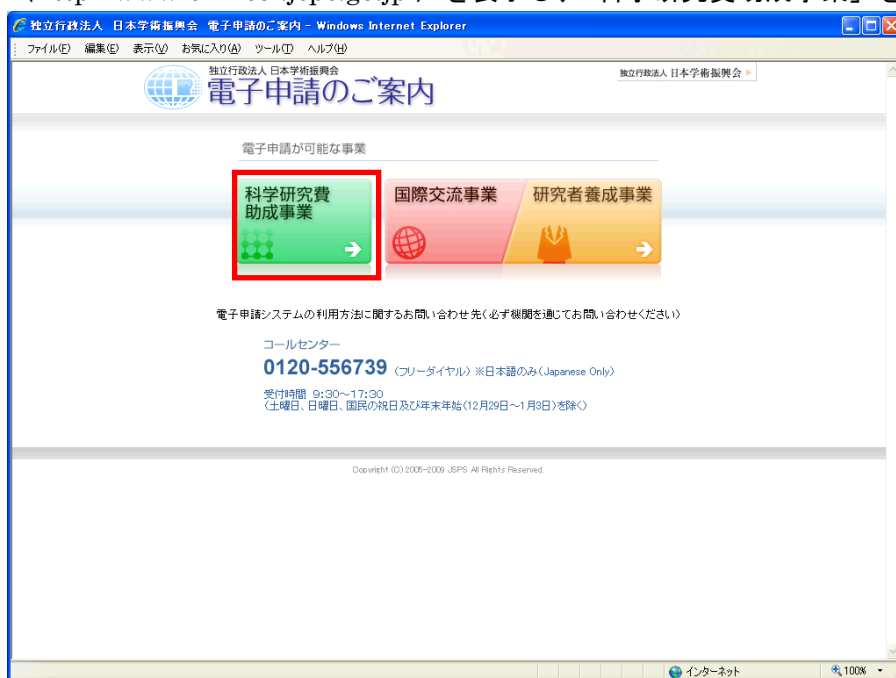 独立行政法人 日本学術振興会 電子申請のご案内 - Windows Internet Explorer
ファイル(F) 編集(E) 表示(V) お気に入り(A) ツール(T) ヘルプ(H)
独立行政法人 日本学術振興会
電子申請のご案内
独立行政法人 日本学術振興会
電子申請が可能な事業
科学研究費
助成事業
国際交流事業
研究者養成事業
電子申請システムの利用方法に関するお問い合わせ先(必ず機関を通じてお問い合わせください)
コールセンター
0120-556739 (フリーダイヤル) ※日本語のみ(Japanese Only)
受付時間 9:30~17:30
(土曜日、日曜日、国民の祝日及び年末年始(12月29日~1月3日)を除く)
Copyright (C) 2005-2009 JSPS All Rights Reserved.
インターネット
100%